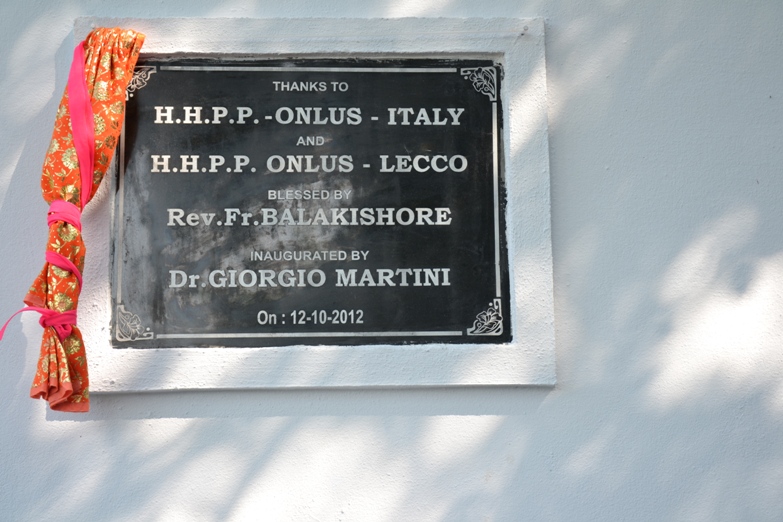 THANKS TO
H.H.P.P.-ONLUS - ITALY
AND
H.H.P.P. ONLUS - LECCO
BLESSED BY
Rev.Fr.BALAKISHORE
INAUGURATED BY
Dr.GIORGIO MARTINI
On : 12-10-2012